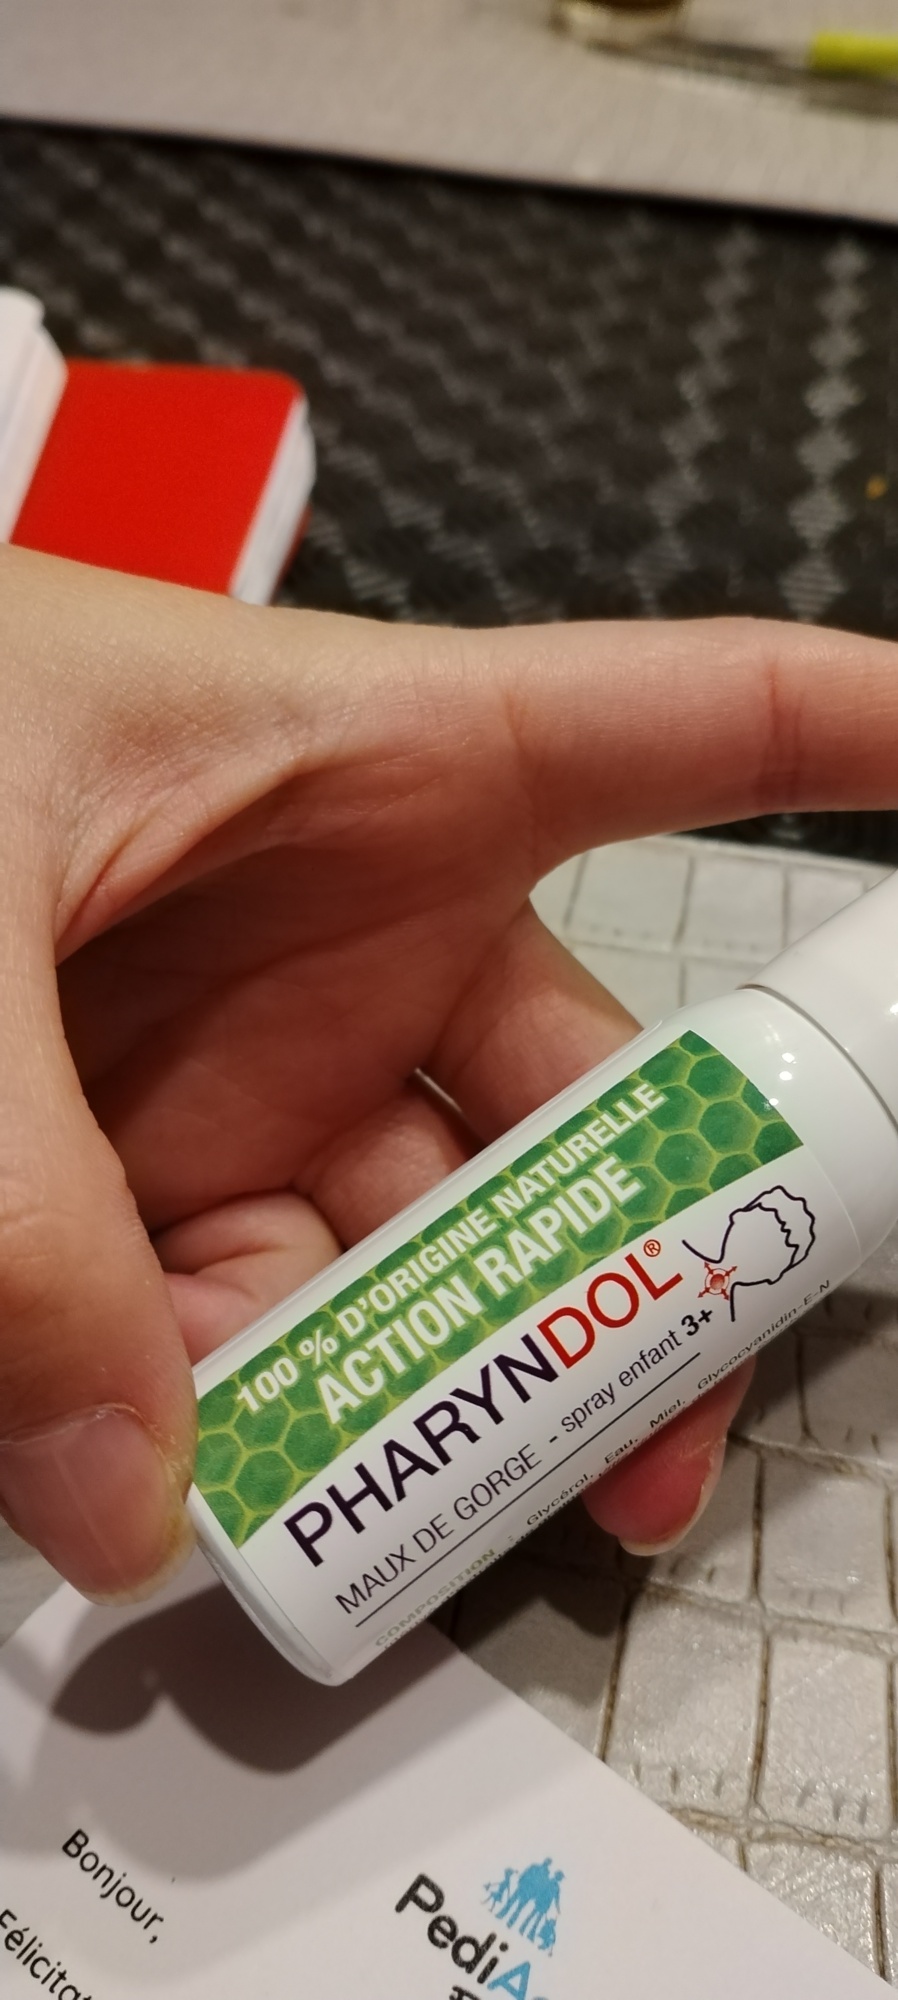 100 % D'ORIGINE NATURELLE
ACTION RAPIDE
PHARYNDOL®
MAUX DE GORGE - spray enfant 3+
COMPOSITION : Glycérol, Eau, Miel, Glycocyanidin-E-N
Bonjour,
PediA